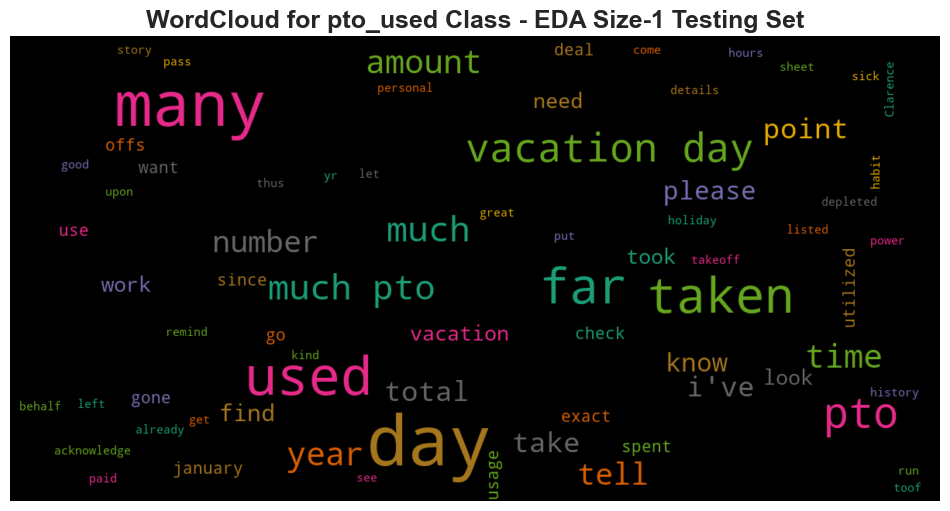 WordCloud for pto_used Class - EDA Size-1 Testing Set
story
pass
amount
deal
come
hours
sheet
sick
Clarence
personal
details
need
many
point
offs
vacation day
good
want
thus
yr
let
habit
upon
please
depleted
great
holiday
use
much
listed
number
put
power
took
takeoff
since
work
much pto
far
taken
utilized
remind
go
vacation
check
kind
know
time
used
total
i've
look
history
gone
behalf
left
find
get
exact
pto
already
day
take
spent
acknowledge
year
january
tell
usage
run
paid
see
toof